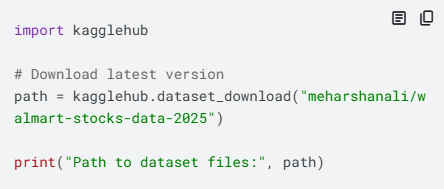 import kagglehub
# Download latest version
path = kagglehub.dataset_download("meharshanali/w
almart-stocks-data-2025")
print("Path to dataset files:", path)